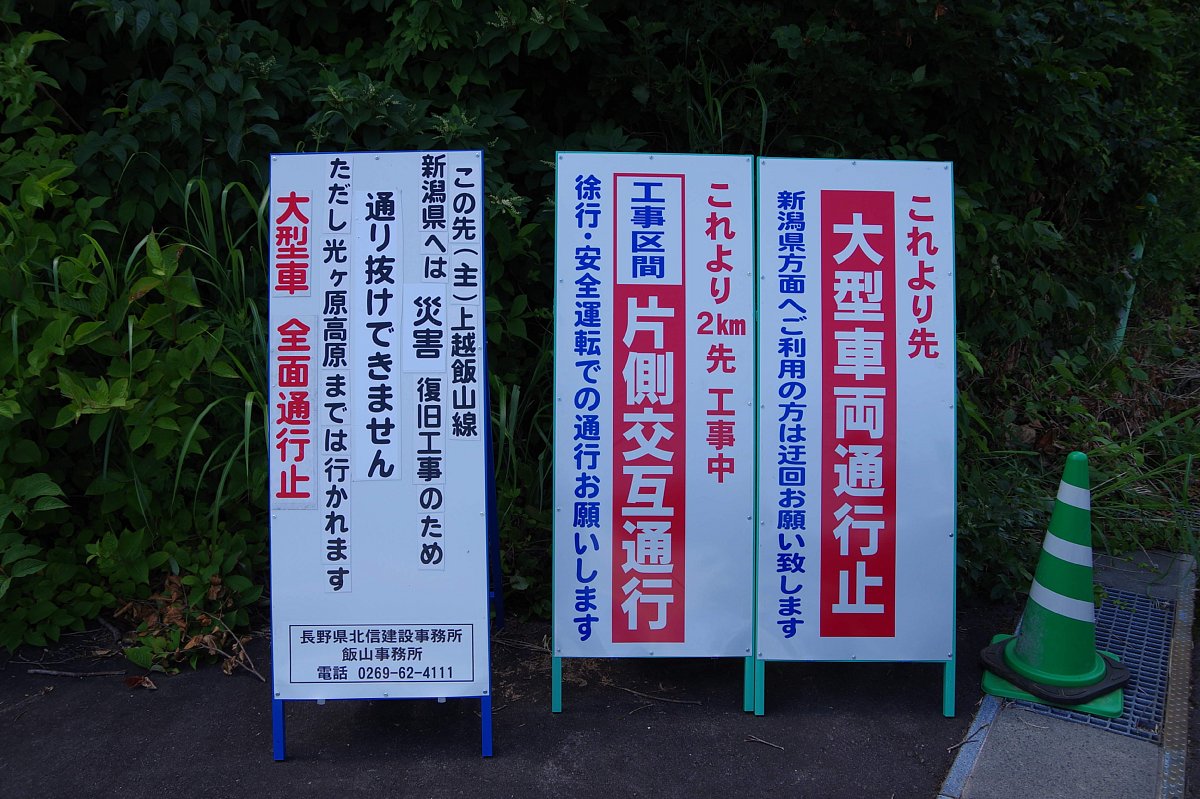 この先(主)上越飯山線
新潟県へは 災害 復旧工事のため
通り抜けできません
ただし光ヶ原高原までは行かれます
大型車 全面通行止
長野県北信建設事務所
飯山事務所
電話 0269-62-4111
これより2km先 工事中
工事区間 片側交互通行
徐行・安全運転での通行お願いします
これより先
大型車両通行止
新潟県方面へご利用の方は迂回お願い致します